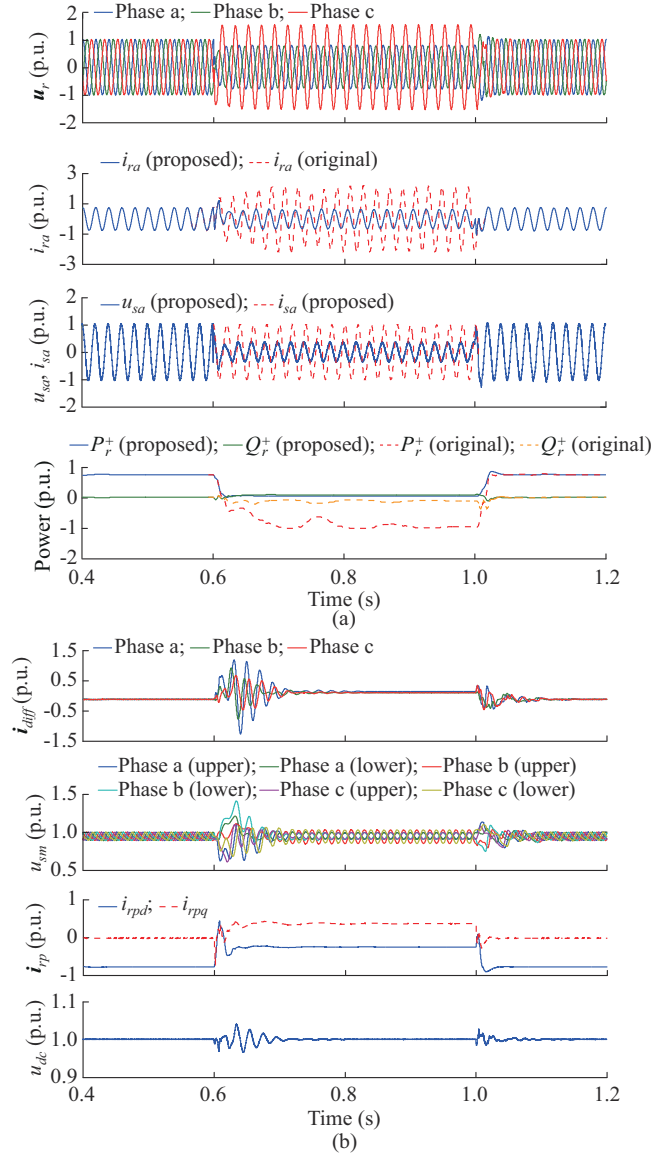 Phase a; Phase b; Phase c
2
1
0
-1
-2
u_r (p.u.)
i_ra (proposed); i_ra (original)
3
1
-1
-3
i_ra (p.u.)
u_sa (proposed); i_sa (proposed)
2
1
0
-1
2
u_sa, i_sa (p.u.)
P_r^+ (proposed); Q_r^+ (proposed); P_r^+ (original); Q_r^+ (original)
1
0
-1
-2
Power (p.u.)
0.4 0.6 0.8 1.0 1.2
Time (s)
(a)
Phase a; Phase b; Phase c
1.5
0.5
-0.5
-1.5
i_diff (p.u.)
Phase a (upper); Phase a (lower); Phase b (upper)
Phase b (lower); Phase c (upper); Phase c (lower)
1.5
1.0
0.5
u_sm (p.u.)
i_rpd; i_rpq
1
0
-1
i_rp (p.u.)
1.1
1.0
0.9
u_dc (p.u.)
0.4 0.6 0.8 1.0 1.2
Time (s)
(b)